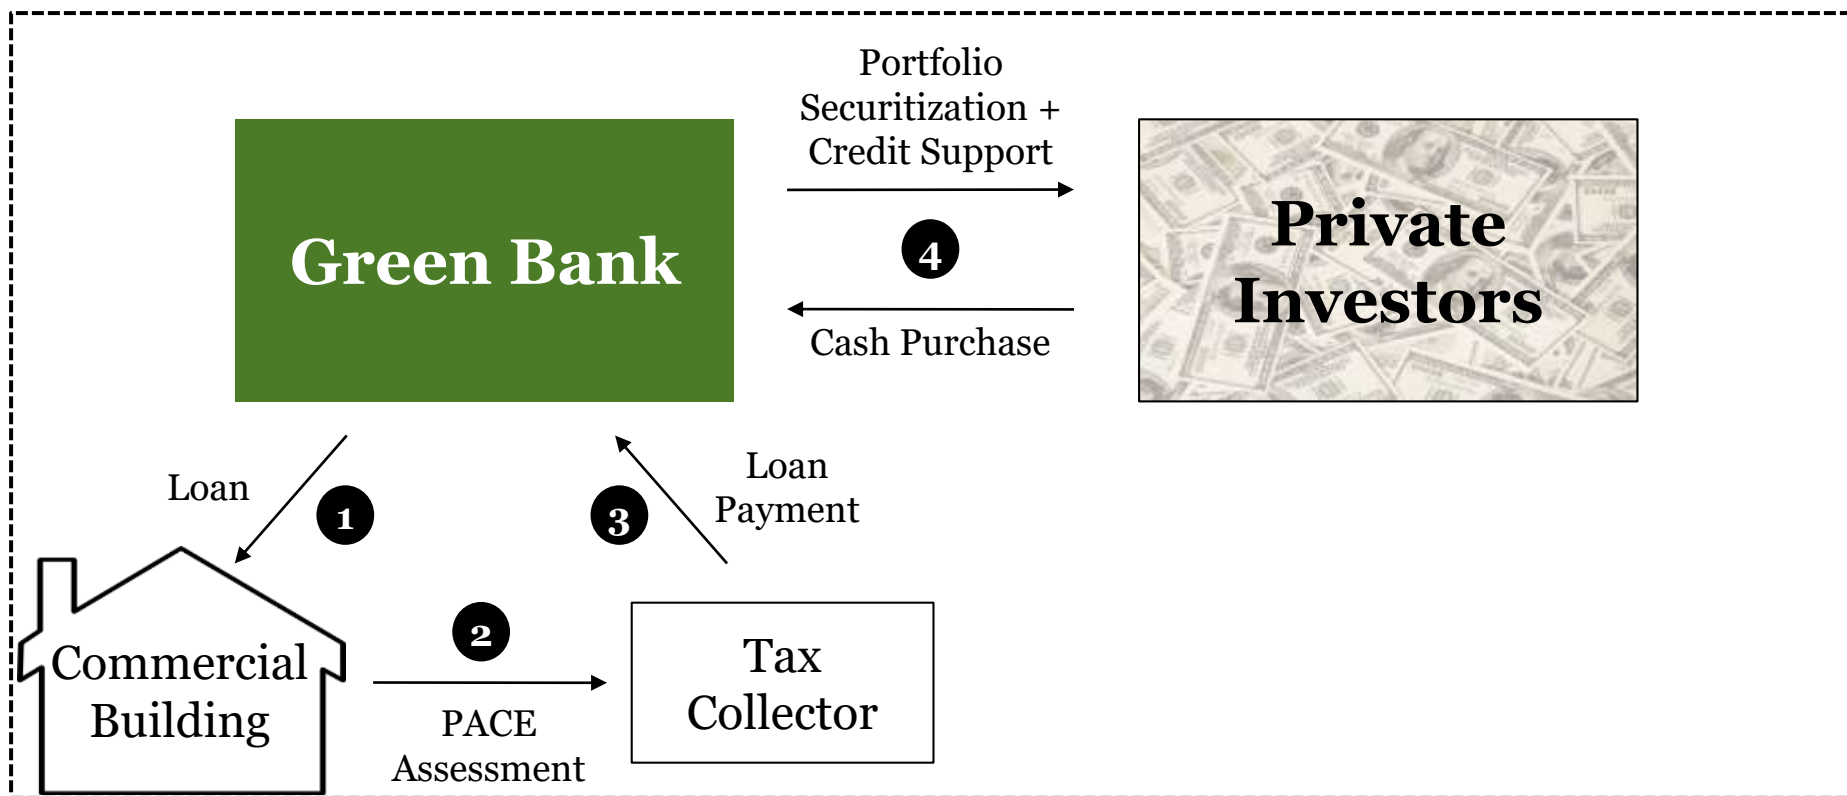 Portfolio
Securitization +
Credit Support
Green Bank
4
Private
Investors
Cash Purchase
Loan
1
3
Loan
Payment
Commercial
Building
2
PACE
Assessment
Tax
Collector